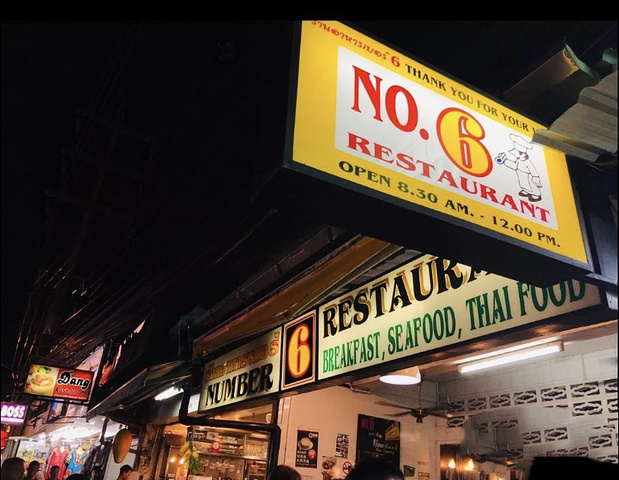 ร้านอาหารเบอร์ 6 THANK YOU FOR YOUR
NO. 6
RESTAURANT
OPEN 8.30 AM. - 12.00 PM.
NUMBER 6 RESTAURA
BREAKFAST, SEAFOOD, THAI FOOD
Dang
BOSS